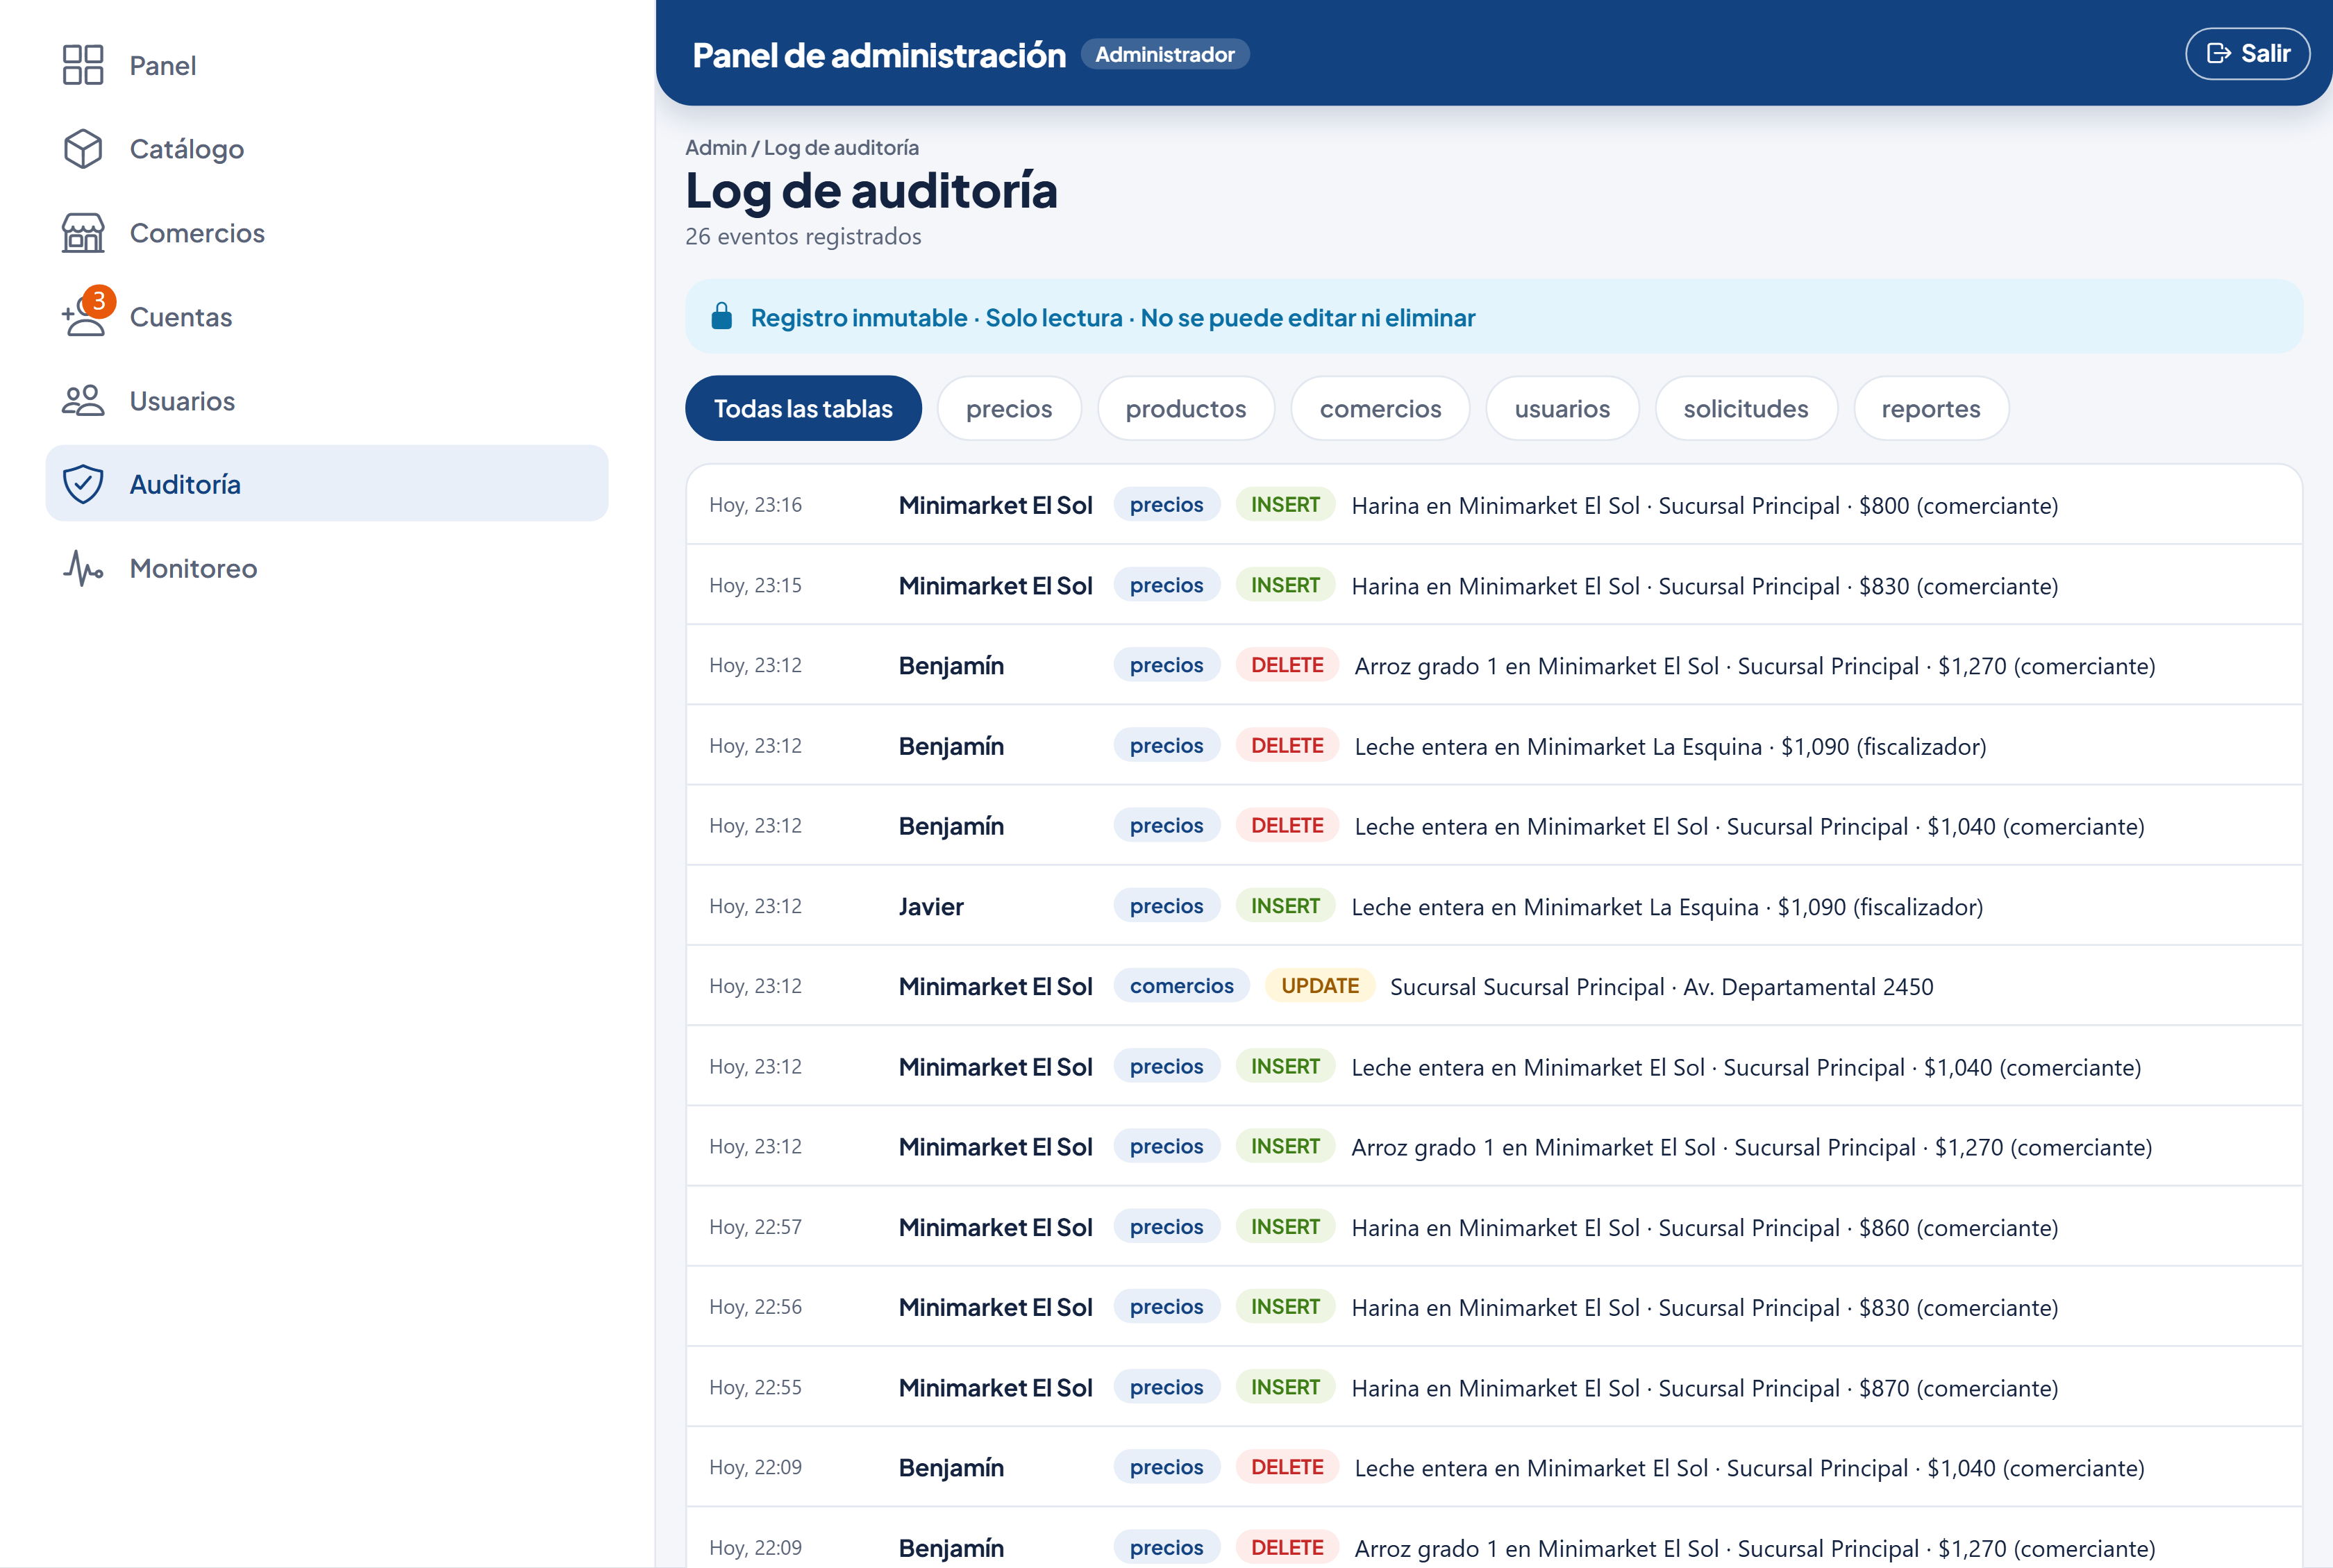 Panel
Catálogo
Comercios
3
Cuentas
Usuarios
Auditoría
Monitoreo
Panel de administración Administrador Salir
Admin / Log de auditoría
Log de auditoría
26 eventos registrados
Registro inmutable · Solo lectura · No se puede editar ni eliminar
Todas las tablas precios productos comercios usuarios solicitudes reportes
Hoy, 23:16 Minimarket El Sol precios INSERT Harina en Minimarket El Sol · Sucursal Principal · $800 (comerciante)
Hoy, 23:15 Minimarket El Sol precios INSERT Harina en Minimarket El Sol · Sucursal Principal · $830 (comerciante)
Hoy, 23:12 Benjamín precios DELETE Arroz grado 1 en Minimarket El Sol · Sucursal Principal · $1,270 (comerciante)
Hoy, 23:12 Benjamín precios DELETE Leche entera en Minimarket La Esquina · $1,090 (fiscalizador)
Hoy, 23:12 Benjamín precios DELETE Leche entera en Minimarket El Sol · Sucursal Principal · $1,040 (comerciante)
Hoy, 23:12 Javier precios INSERT Leche entera en Minimarket La Esquina · $1,090 (fiscalizador)
Hoy, 23:12 Minimarket El Sol comercios UPDATE Sucursal Sucursal Principal · Av. Departamental 2450
Hoy, 23:12 Minimarket El Sol precios INSERT Leche entera en Minimarket El Sol · Sucursal Principal · $1,040 (comerciante)
Hoy, 23:12 Minimarket El Sol precios INSERT Arroz grado 1 en Minimarket El Sol · Sucursal Principal · $1,270 (comerciante)
Hoy, 22:57 Minimarket El Sol precios INSERT Harina en Minimarket El Sol · Sucursal Principal · $860 (comerciante)
Hoy, 22:56 Minimarket El Sol precios INSERT Harina en Minimarket El Sol · Sucursal Principal · $830 (comerciante)
Hoy, 22:55 Minimarket El Sol precios INSERT Harina en Minimarket El Sol · Sucursal Principal · $870 (comerciante)
Hoy, 22:09 Benjamín precios DELETE Leche entera en Minimarket El Sol · Sucursal Principal · $1,040 (comerciante)
Hoy, 22:09 Benjamín precios DELETE Arroz grado 1 en Minimarket El Sol · Sucursal Principal · $1,270 (comerciante)